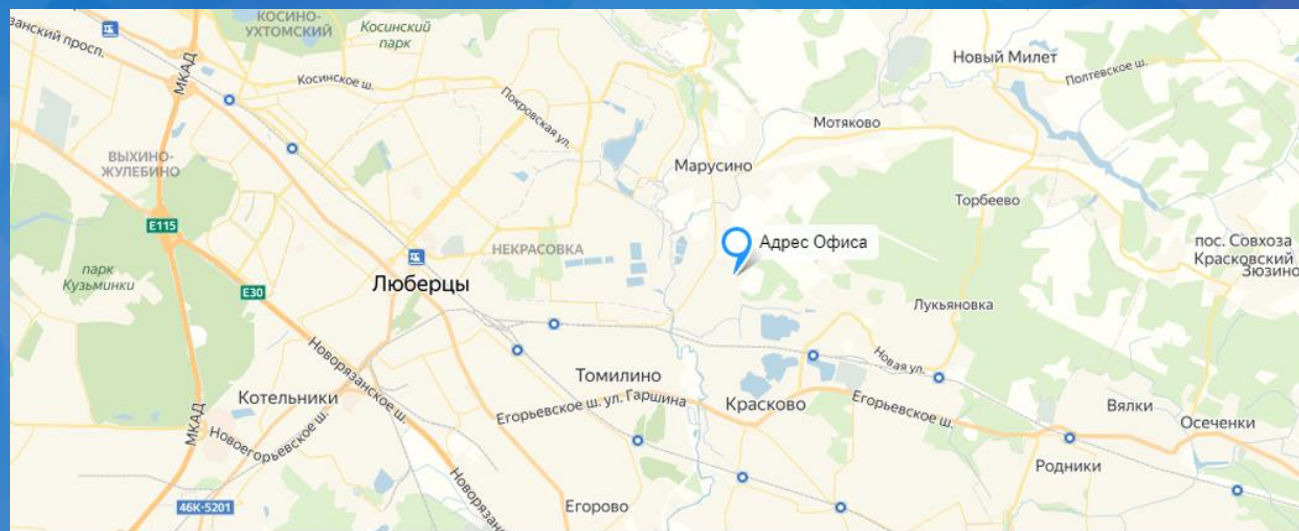 КОСИНО-
УХТОМСКИЙ
Косинский
парк
занский просп.
МКАД
Косинское ш.
Покровская ул.
Новый Милет
Полтевское ш.
Мотяково
ВЫХИНО-
ЖУЛЕБИНО
Марусино
Торбеево
E115
НЕКРАСОВКА
Адрес Офиса
пос. Совхоза
Красковский
Зюзино
парк
Кузьминки
E30
Люберцы
Лукьяновка
Новорязанское ш.
Новая ул.
Томилино
Котельники
Егорьевское ш.
ул. Гаршина
Красково
Егорьевское ш.
Вялки
Осеченки
МКАД
Новоегорьевское ш.
Родники
46К-5201
Егорово